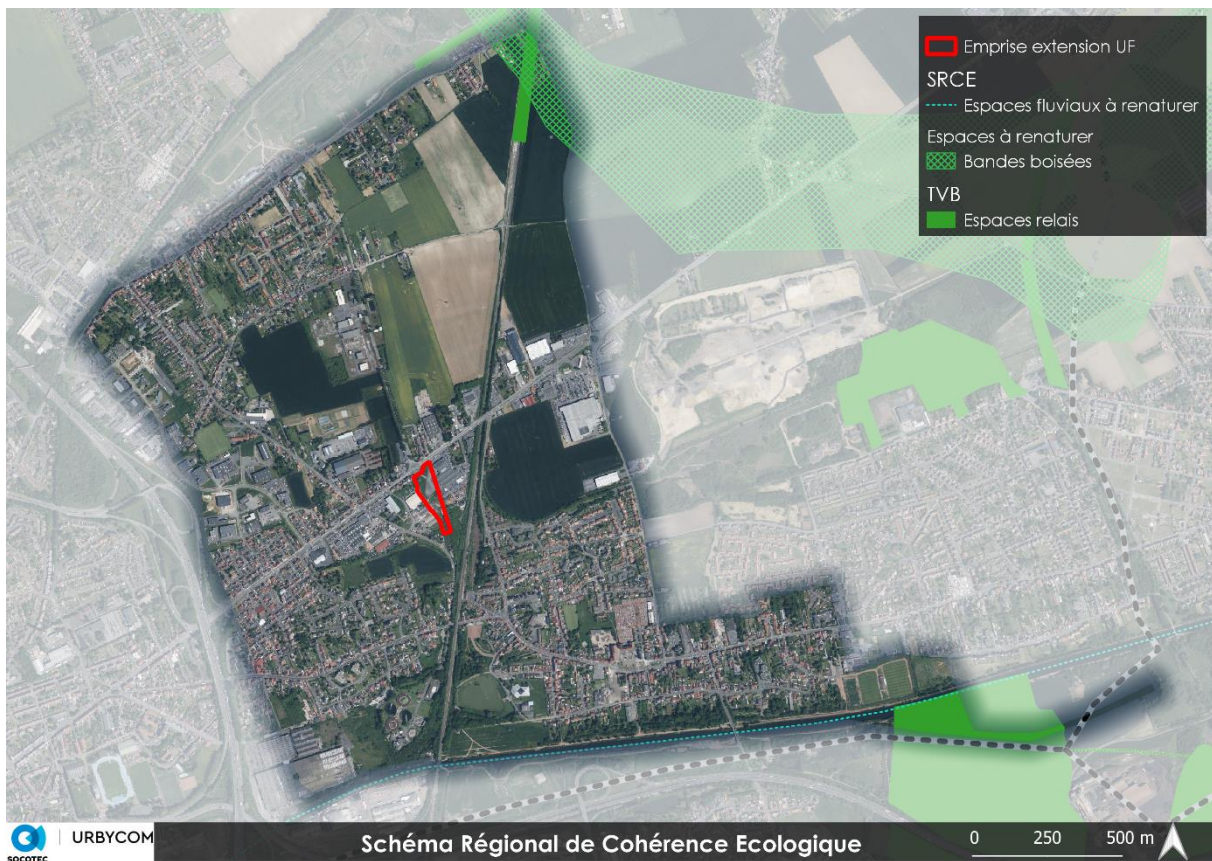 Emprise extension UF
SRCE
Espaces fluviaux à renaturer
Espaces à renaturer
Bandes boisées
TVB
Espaces relais
SOCOTEC
URBYCOM
Schéma Régional de Cohérence Ecologique
0 250 500 m